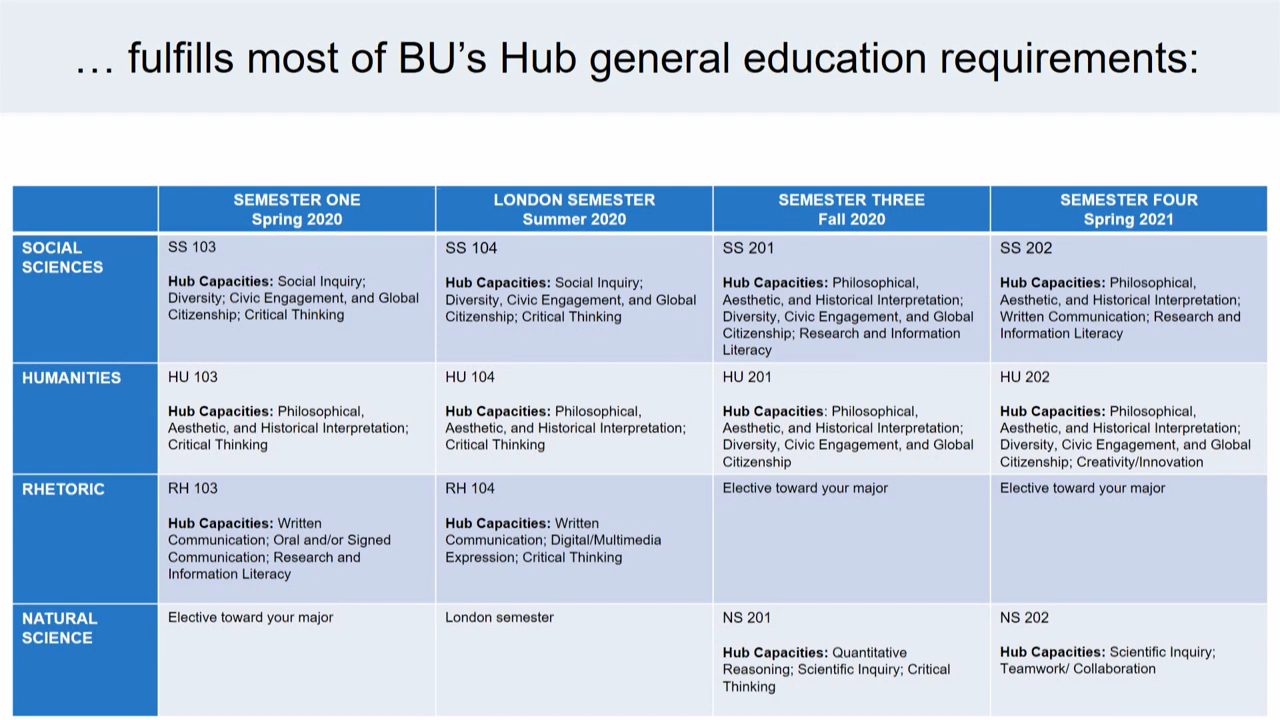 … fulfills most of BU’s Hub general education requirements:
SEMESTER ONE
Spring 2020
LONDON SEMESTER
Summer 2020
SEMESTER THREE
Fall 2020
SEMESTER FOUR
Spring 2021
SOCIAL
SCIENCES
SS 103
Hub Capacities: Social Inquiry;
Diversity; Civic Engagement, and Global
Citizenship; Critical Thinking
SS 104
Hub Capacities: Social Inquiry;
Diversity, Civic Engagement, and Global
Citizenship; Critical Thinking
SS 201
Hub Capacities: Philosophical,
Aesthetic, and Historical Interpretation;
Diversity, Civic Engagement, and Global
Citizenship; Research and Information
Literacy
SS 202
Hub Capacities: Philosophical,
Aesthetic, and Historical Interpretation;
Written Communication; Research and
Information Literacy
HUMANITIES
HU 103
Hub Capacities: Philosophical,
Aesthetic, and Historical Interpretation;
Critical Thinking
HU 104
Hub Capacities: Philosophical,
Aesthetic, and Historical Interpretation;
Critical Thinking
HU 201
Hub Capacities: Philosophical,
Aesthetic, and Historical Interpretation;
Diversity, Civic Engagement, and Global
Citizenship
HU 202
Hub Capacities: Philosophical,
Aesthetic, and Historical Interpretation;
Diversity, Civic Engagement, and Global
Citizenship; Creativity/Innovation
RHETORIC
RH 103
Hub Capacities: Written
Communication; Oral and/or Signed
Communication; Research and
Information Literacy
RH 104
Hub Capacities: Written
Communication; Digital/Multimedia
Expression; Critical Thinking
Elective toward your major
Elective toward your major
NATURAL
SCIENCE
Elective toward your major
London semester
NS 201
Hub Capacities: Quantitative
Reasoning; Scientific Inquiry; Critical
Thinking
NS 202
Hub Capacities: Scientific Inquiry;
Teamwork/ Collaboration